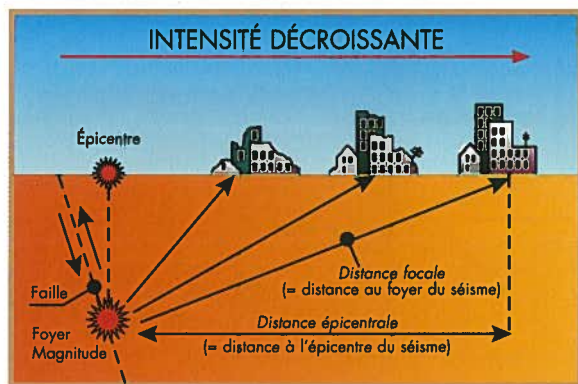 INTENSITÉ DÉCROISSANTE
Épicentre
Distance focale
(= distance au foyer du séisme)
Faille
Foyer
Magnitude
Distance épicentrale
(= distance à l'épicentre du séisme)